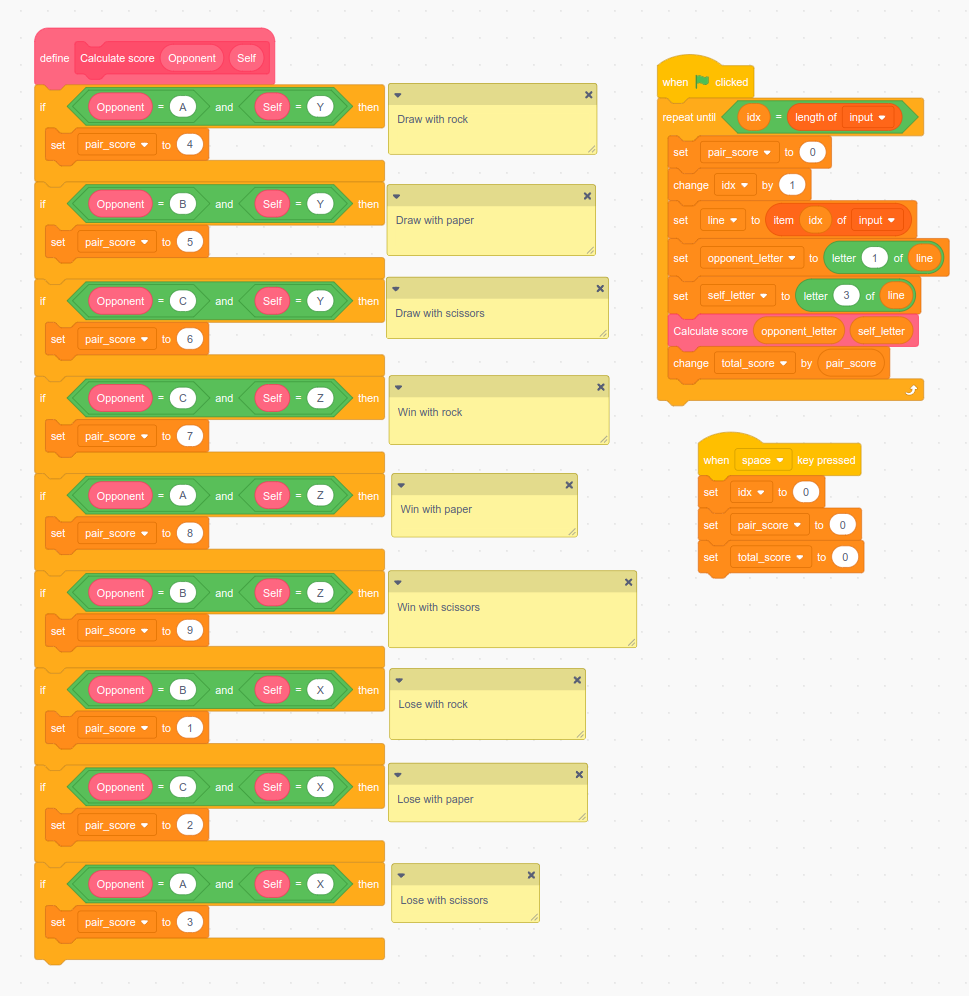 define Calculate score Opponent Self
if Opponent = A and Self = Y then
set pair_score to 4
Draw with rock
if Opponent = B and Self = Y then
set pair_score to 5
Draw with paper
if Opponent = C and Self = Y then
set pair_score to 6
Draw with scissors
if Opponent = C and Self = Z then
set pair_score to 7
Win with rock
if Opponent = A and Self = Z then
set pair_score to 8
Win with paper
if Opponent = B and Self = Z then
set pair_score to 9
Win with scissors
if Opponent = B and Self = X then
set pair_score to 1
Lose with rock
if Opponent = C and Self = X then
set pair_score to 2
Lose with paper
if Opponent = A and Self = X then
set pair_score to 3
Lose with scissors
when clicked
repeat until idx = length of input
set pair_score to 0
change idx by 1
set line to item idx of input
set opponent_letter to letter 1 of line
set self_letter to letter 3 of line
Calculate score opponent_letter self_letter
change total_score by pair_score
when space key pressed
set idx to 0
set pair_score to 0
set total_score to 0